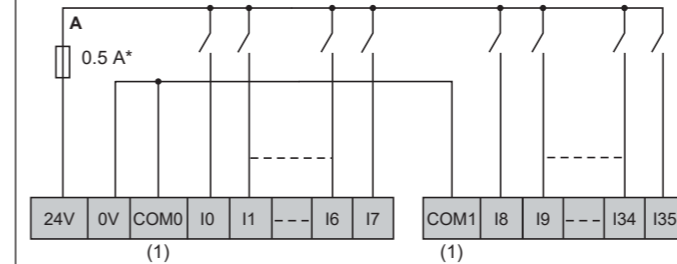 A
0.5 A*
24V 0V COM0 I0 I1 --- I6 I7 COM1 I8 I9 --- I34 I35
(1) (1)